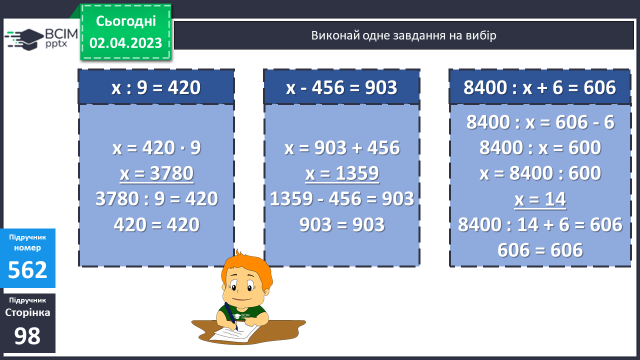 ВСІМ
pptx
Сьогодні
02.04.2023
Виконай одне завдання на вибір
х : 9 = 420
х = 420 · 9
х = 3780
3780 : 9 = 420
420 = 420
х - 456 = 903
х = 903 + 456
х = 1359
1359 - 456 = 903
903 = 903
8400 : х + 6 = 606
8400 : х = 606 - 6
8400 : х = 600
х = 8400 : 600
х = 14
8400 : 14 + 6 = 606
606 = 606
Підручник
номер
562
Підручник
Сторінка
98